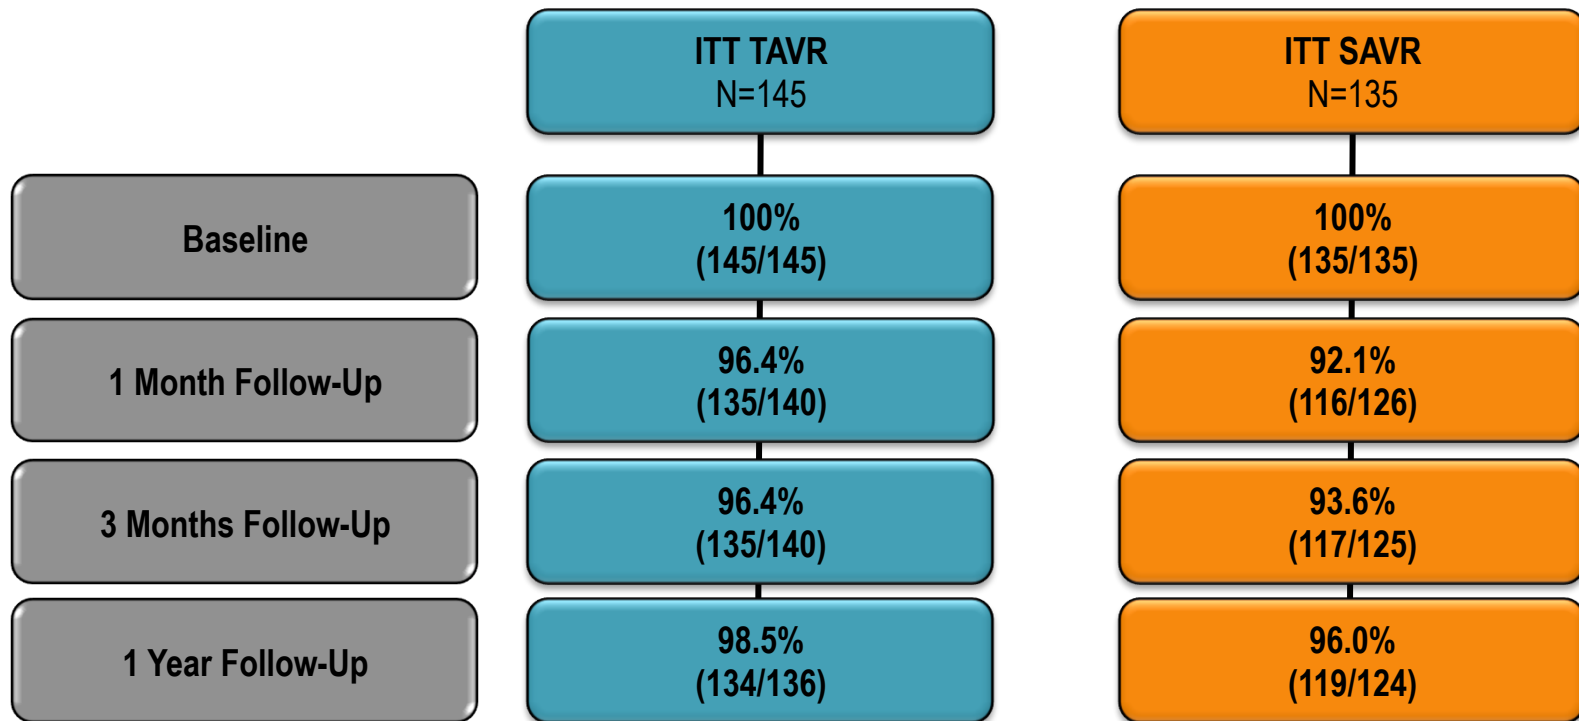 ITT TAVR
N=145
ITT SAVR
N=135
Baseline
100%
(145/145)
100%
(135/135)
1 Month Follow-Up
96.4%
(135/140)
92.1%
(116/126)
3 Months Follow-Up
96.4%
(135/140)
93.6%
(117/125)
1 Year Follow-Up
98.5%
(134/136)
96.0%
(119/124)